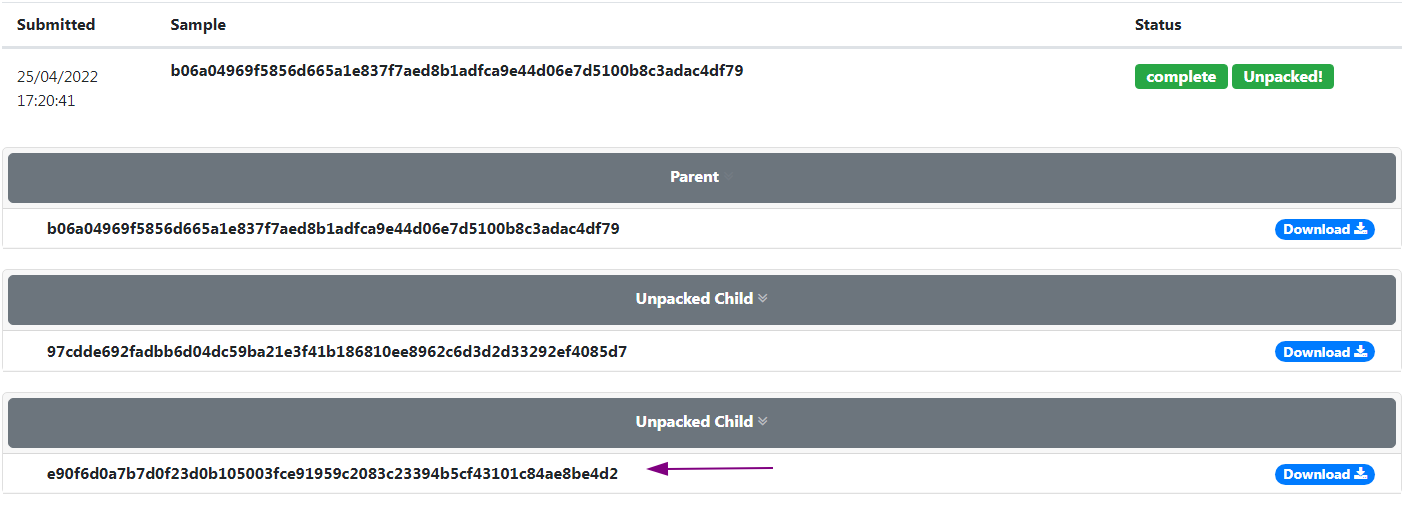 Submitted Sample Status
25/04/2022 b06a04969f5856d665a1e837f7aed8b1adfca9e44d06e7d5100b8c3adac4df79 complete Unpacked!
17:20:41
Parent
b06a04969f5856d665a1e837f7aed8b1adfca9e44d06e7d5100b8c3adac4df79 Download
Unpacked Child
97cdde692fadbb6d04dc59ba21e3f41b186810ee8962c6d3d2d33292ef4085d7 Download
Unpacked Child
e90f6d0a7b7d0f23d0b105003fce91959c2083c23394b5cf43101c84ae8be4d2 Download